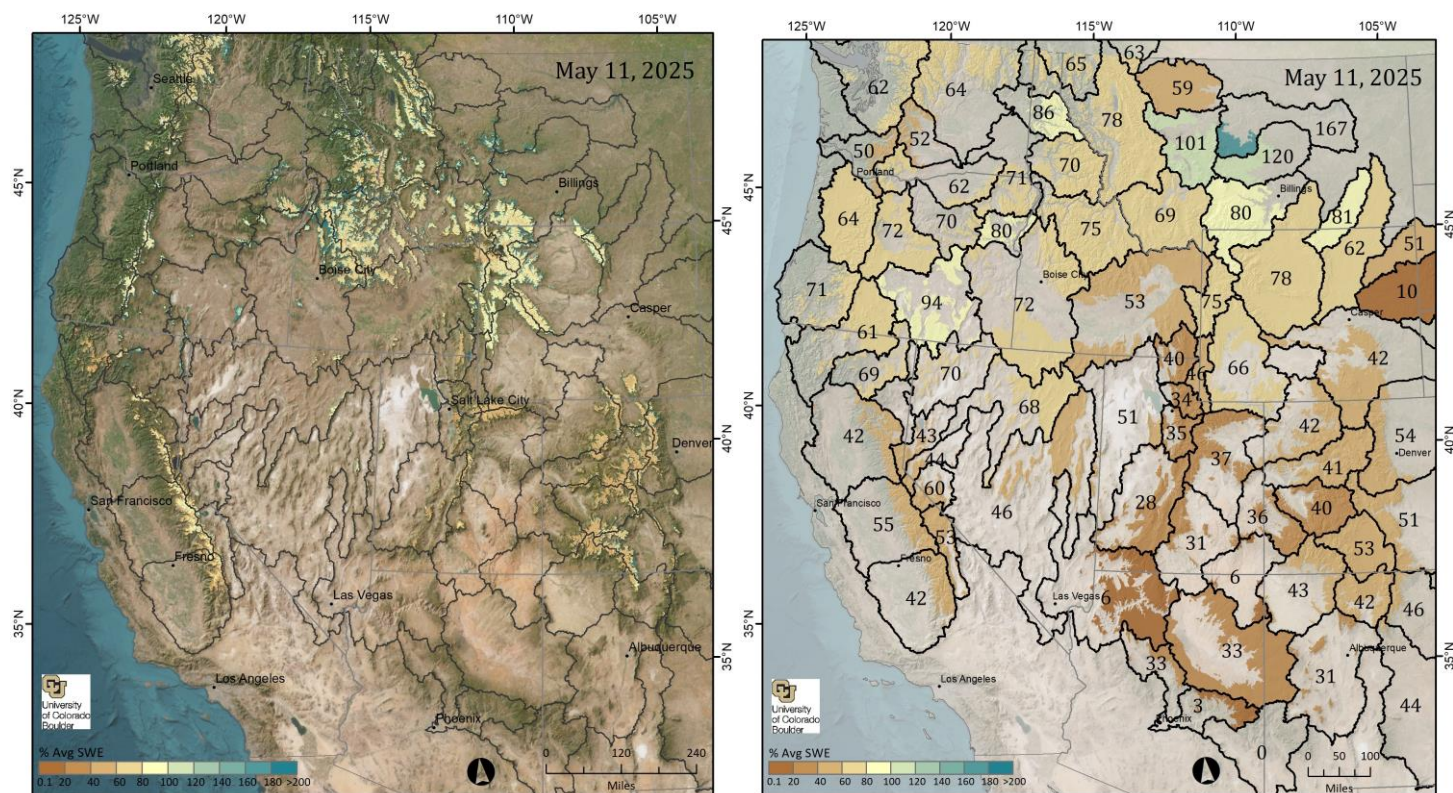 125°W 120°W 115°W 110°W 105°W
May 11, 2025
Seattle
Portland
45°N
Billings
Boise City
Casper
40°N
Salt Lake City
Denver
San Francisco
Fresno
Las Vegas
35°N
Albuquerque
Los Angeles
Phoenix
University
of Colorado
Boulder
% Avg SWE
0.1 20 40 60 80 100 120 140 160 180 >200
0 120 240
Miles
45°N
40°N
35°N
125°W 120°W 115°W 110°W 105°W
May 11, 2025
63
65
62 64 59
86 78
52 167
50 101 120
Portland 70
62 71
Billings
64 72 70 80 75 69 80 81
62
51
Boise City
71 94 72 53 75 78 10
Casper
61
40 46 42
69 70 66
68 34
42 43 51 35 42 54
Denver
44 37 41
60
San Francisco
28 40
55 46 36 51
53 31 53
Fresno
6
42 Las Vegas 6 43 42 46
33 Albuquerque
33 31
Los Angeles
3 44
Phoenix
0
University
of Colorado
Boulder
% Avg SWE
0.1 20 40 60 80 100 120 140 160 180 >200
0 50 100
Miles
45°N
40°N
35°N